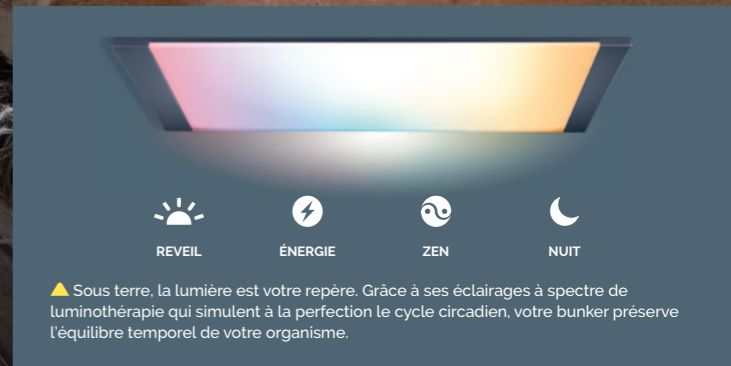 REVEIL
ÉNERGIE
ZEN
NUIT
Sous terre, la lumière est votre repère. Grâce à ses éclairages à spectre de
luminothérapie qui simulent à la perfection le cycle circadien, votre bunker préserve
l'équilibre temporel de votre organisme.